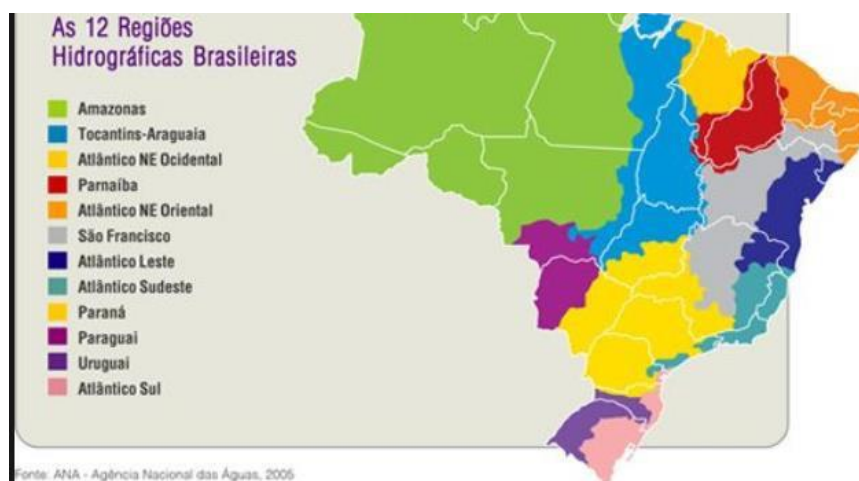 As 12 Regiões
Hidrográficas Brasileiras
Amazonas
Tocantins-Araguaia
Atlântico NE Ocidental
Parnaíba
Atlântico NE Oriental
São Francisco
Atlântico Leste
Atlântico Sudeste
Paraná
Paraguai
Uruguai
Atlântico Sul
Fonte: ANA - Agência Nacional das Águas, 2005